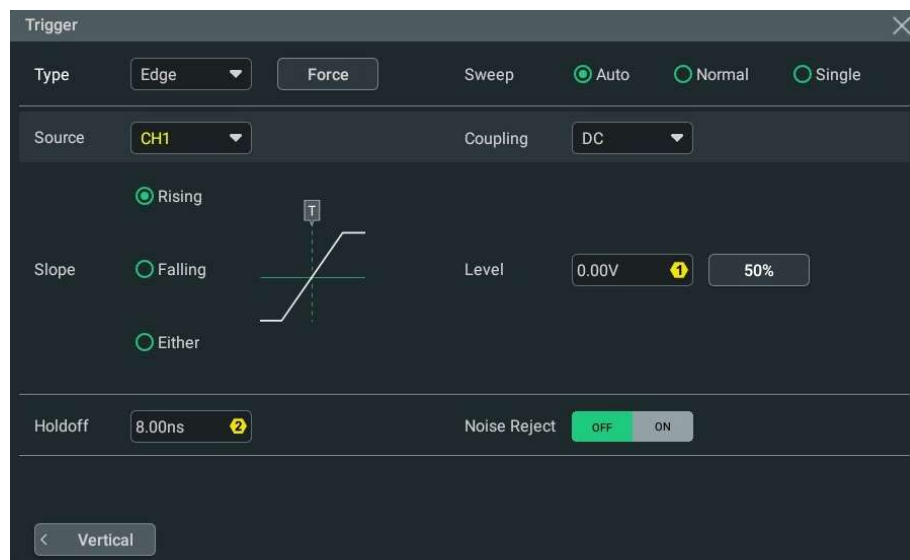 Trigger
Type Edge Force Sweep Auto Normal Single
Source CH1 Coupling DC
Rising
T
Slope Falling Level 0.00V 1 50%
Either
Holdoff 8.00ns 2 Noise Reject OFF ON
< Vertical